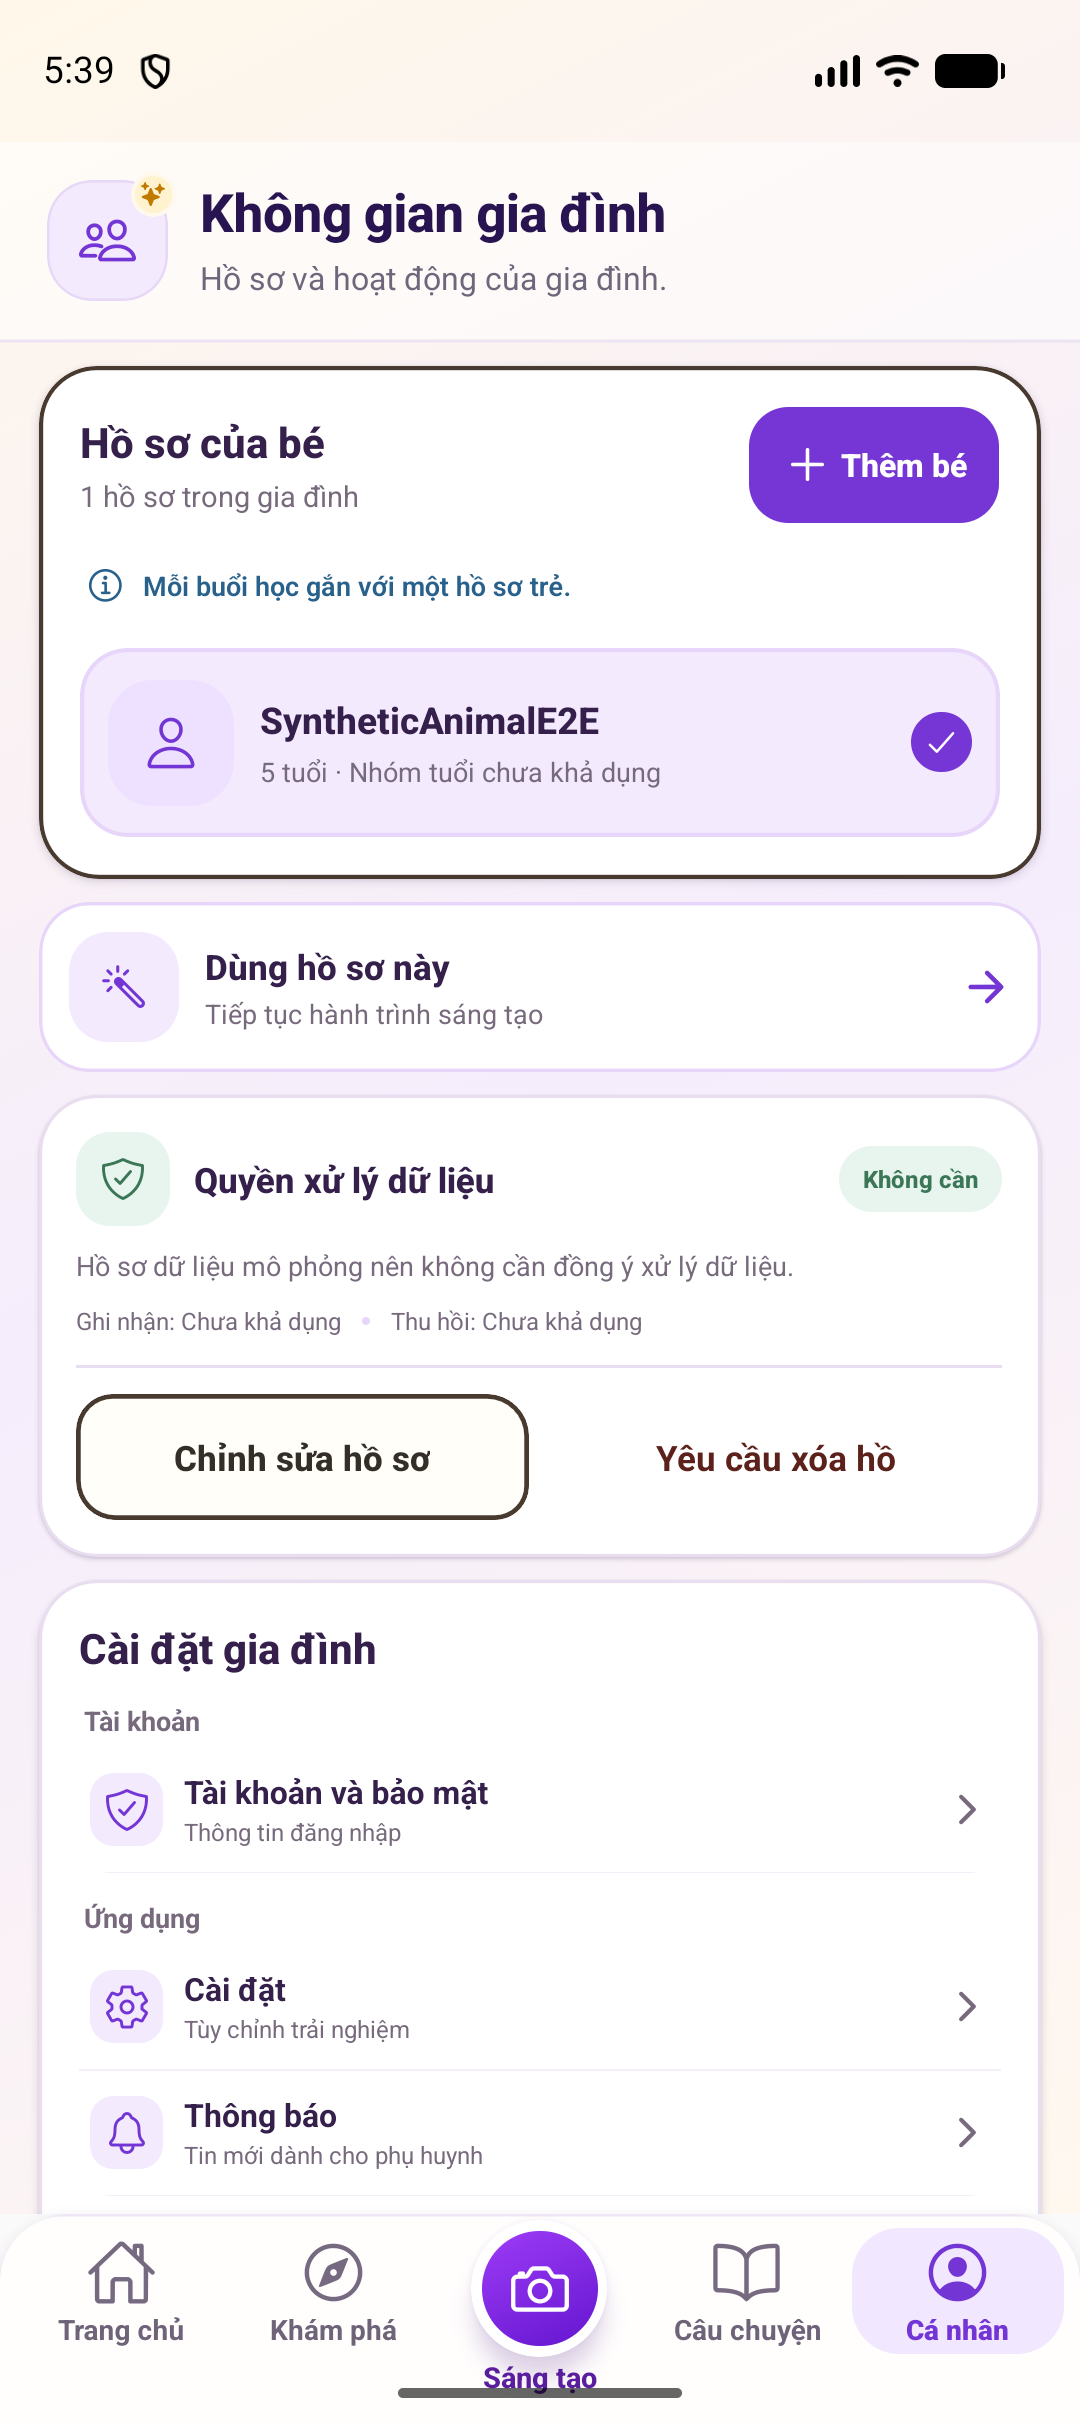 5:39
Không gian gia đình
Hồ sơ và hoạt động của gia đình.
Hồ sơ của bé
Thêm bé
1 hồ sơ trong gia đình
Mỗi buổi học gắn với một hồ sơ trẻ.
SyntheticAnimalE2E
5 tuổi · Nhóm tuổi chưa khả dụng
Dùng hồ sơ này
Tiếp tục hành trình sáng tạo
Quyền xử lý dữ liệu
Không cần
Hồ sơ dữ liệu mô phỏng nên không cần đồng ý xử lý dữ liệu.
Ghi nhận: Chưa khả dụng • Thu hồi: Chưa khả dụng
Chỉnh sửa hồ sơ
Yêu cầu xóa hồ
Cài đặt gia đình
Tài khoản
Tài khoản và bảo mật
Thông tin đăng nhập
Ứng dụng
Cài đặt
Tùy chỉnh trải nghiệm
Thông báo
Tin mới dành cho phụ huynh
Trang chủ
Khám phá
Sáng tạo
Câu chuyện
Cá nhân